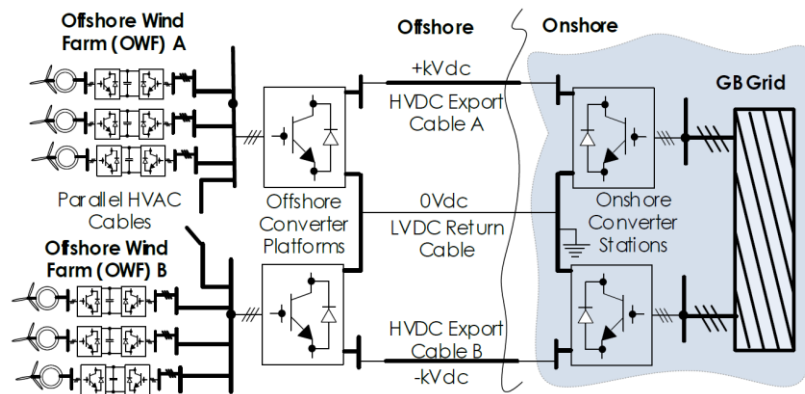 Offshore Wind
Farm (OWF) A
Offshore
Onshore
+kVdc
HVDC Export
Cable A
GB Grid
Parallel HVAC
Cables
Offshore
Converter
Platforms
0Vdc
LVDC Return
Cable
Onshore
Converter
Stations
Offshore Wind
Farm (OWF) B
HVDC Export
Cable B
-kVdc